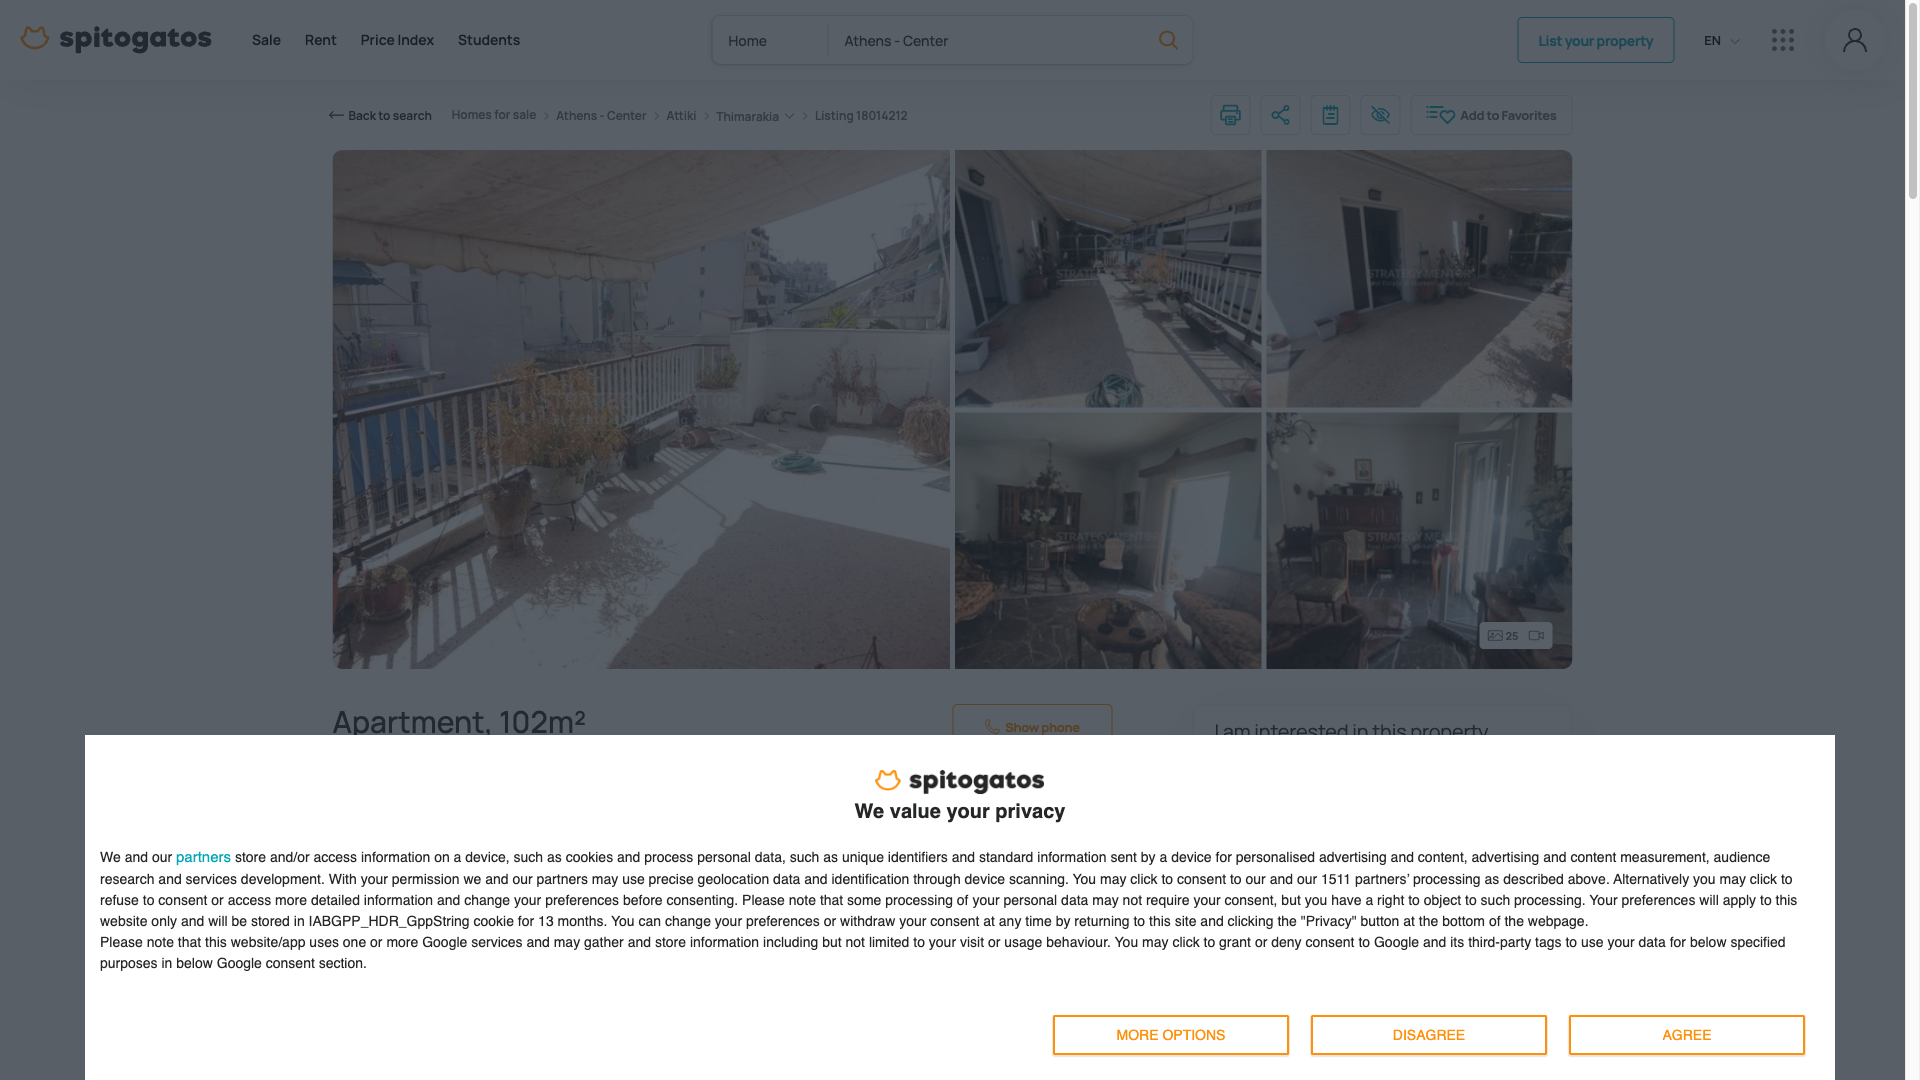 spitogatos
Sale
Rent
Price Index
Students
Home
Athens - Center
List your property
EN
Back to search
Homes for sale
Athens - Center
Attiki
Thimarakia
Listing 18014212
Add to Favorites
STRATEGY MENTOR
STRATEGY MENTOR
STRATEGY MENTOR
STRATEGY MENTOR
STRATEGY MENTOR
25
Apartment, 102m²
Show phone
I am interested in this property
spitogatos
We value your privacy
We and our partners store and/or access information on a device, such as cookies and process personal data, such as unique identifiers and standard information sent by a device for personalised advertising and content, advertising and content measurement, audience
research and services development. With your permission we and our partners may use precise geolocation data and identification through device scanning. You may click to consent to our and our 1511 partners’ processing as described above. Alternatively you may click to
refuse to consent or access more detailed information and change your preferences before consenting. Please note that some processing of your personal data may not require your consent, but you have a right to object to such processing. Your preferences will apply to this
website only and will be stored in IABGPP_HDR_GppString cookie for 13 months. You can change your preferences or withdraw your consent at any time by returning to this site and clicking the "Privacy" button at the bottom of the webpage.
Please note that this website/app uses one or more Google services and may gather and store information including but not limited to your visit or usage behaviour. You may click to grant or deny consent to Google and its third-party tags to use your data for below specified
purposes in below Google consent section.
MORE OPTIONS
DISAGREE
AGREE